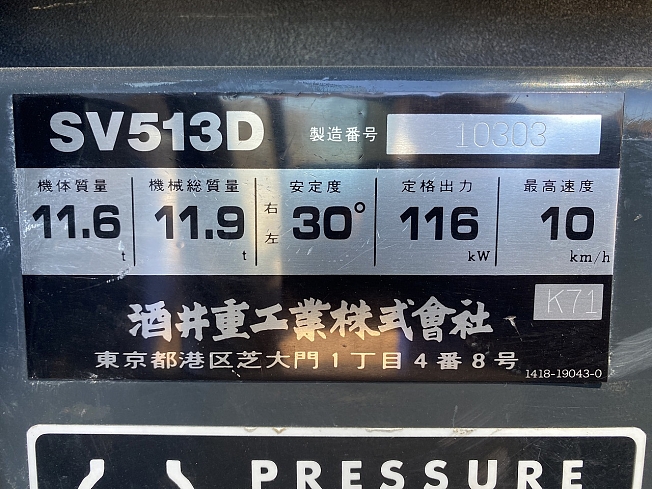 SV513D 製造番号 10303
機体質量 機械総質量 安定度 定格出力 最高速度
11.6 t 11.9 t 右左 30° 116 kW 10 km/h
酒井重工業株式會社 K71
東京都港区芝大門1丁目4番8号 1418-19043-0
PRESSURE